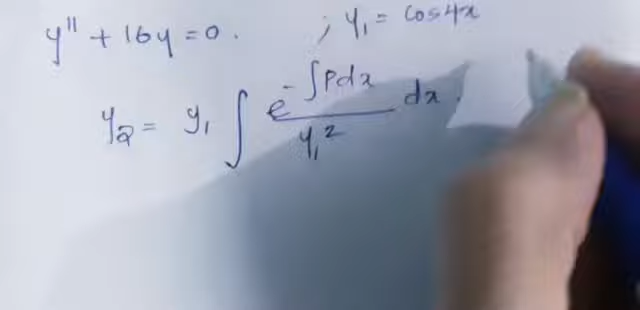 y'' + 16y = 0. ; y₁ = cos4x
y₂ = y₁ ∫ e^(-∫Pdx) / y₁² dx.